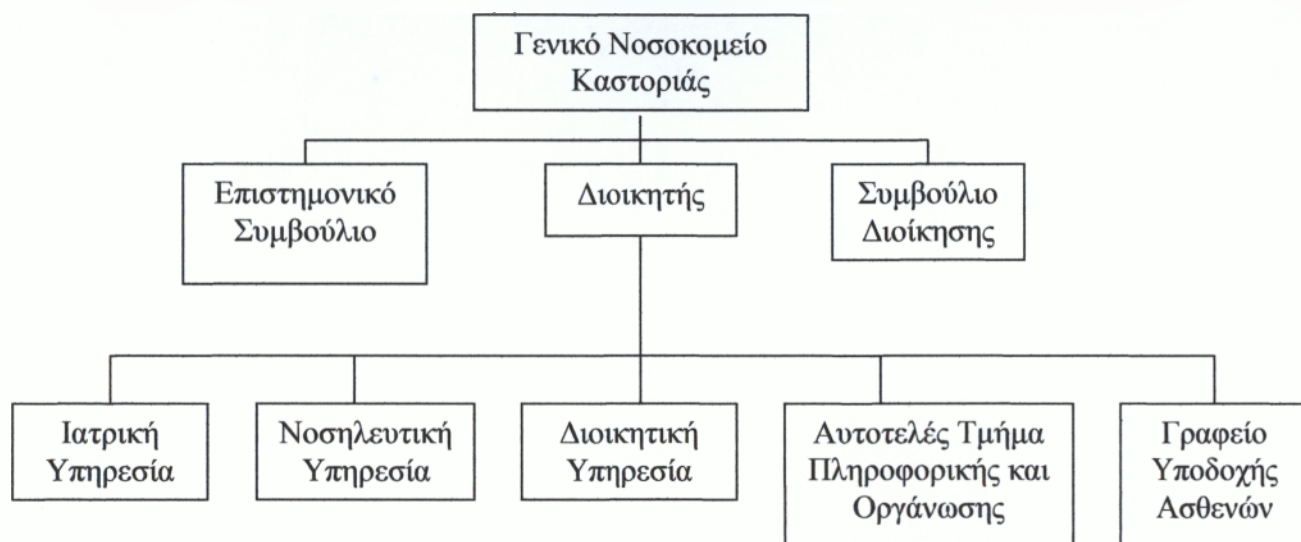 Γενικό Νοσοκομείο
Καστοριάς
Επιστημονικό
Συμβούλιο
Διοικητής
Συμβούλιο
Διοίκησης
Ιατρική
Υπηρεσία
Νοσηλευτική
Υπηρεσία
Διοικητική
Υπηρεσία
Αυτοτελές Τμήμα
Πληροφορικής και
Οργάνωσης
Γραφείο
Υποδοχής
Ασθενών